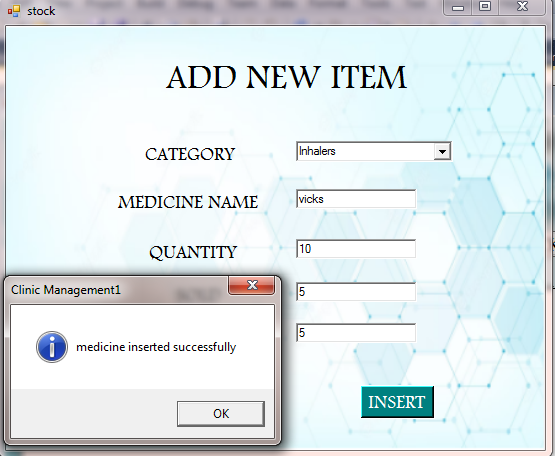 stock
ADD NEW ITEM
CATEGORY
Inhalers
MEDICINE NAME
vicks
QUANTITY
10
5
5
INSERT
Clinic Management1
medicine inserted successfully
OK